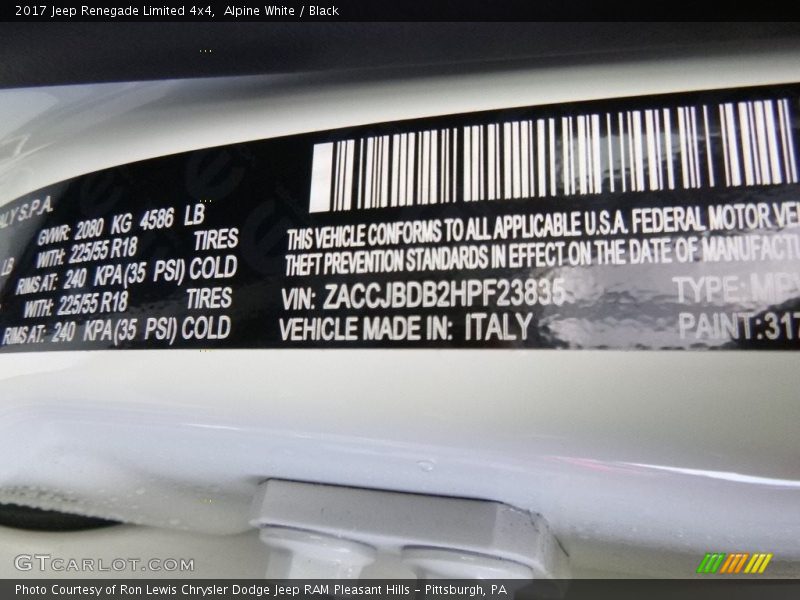 2017 Jeep Renegade Limited 4x4,  Alpine White / Black
ALY S.P.A.
GVWR: 2080 KG 4586 LB
LB WITH: 225/55 R18 TIRES
RIMS AT: 240 KPA(35 PSI) COLD
WITH: 225/55 R18 TIRES
RIMS AT: 240 KPA(35 PSI) COLD
THIS VEHICLE CONFORMS TO ALL APPLICABLE U.S.A. FEDERAL MOTOR VE
THEFT PREVENTION STANDARDS IN EFFECT ON THE DATE OF MANUFACTU
VIN: ZACCJBDB2HPF23835 TYPE: MP
VEHICLE MADE IN: ITALY PAINT: 317
GTCARLOT.COM
Photo Courtesy of Ron Lewis Chrysler Dodge Jeep RAM Pleasant Hills – Pittsburgh, PA